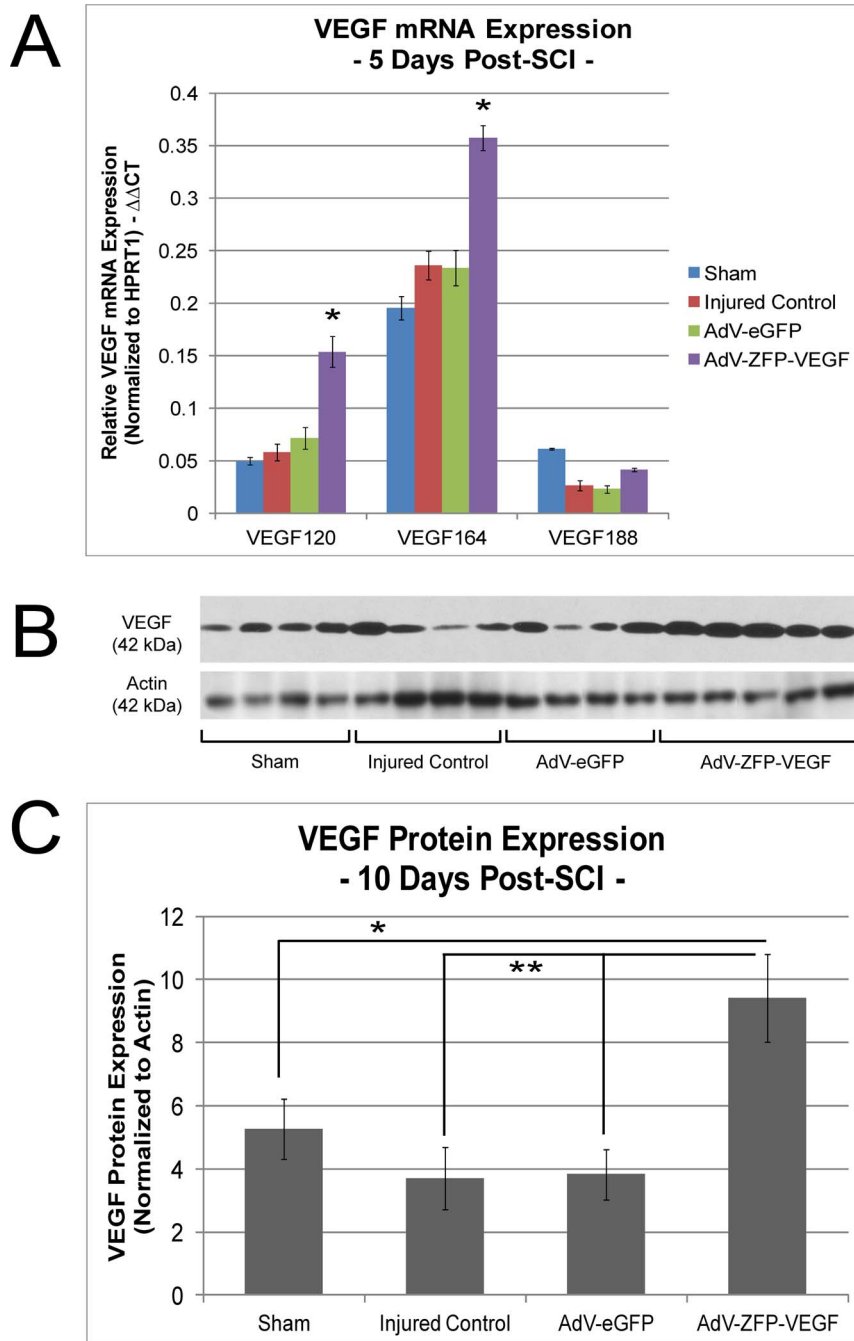 A
VEGF mRNA Expression
- 5 Days Post-SCI -
Relative VEGF mRNA Expression
(Normalized to HPRT1) - ΔΔCT
0.4
0.35
0.3
0.25
0.2
0.15
0.1
0.05
0
*
*
VEGF120 VEGF164 VEGF188
Sham
Injured Control
AdV-eGFP
AdV-ZFP-VEGF
B
VEGF
(42 kDa)
Actin
(42 kDa)
Sham Injured Control AdV-eGFP AdV-ZFP-VEGF
C
VEGF Protein Expression
- 10 Days Post-SCI -
VEGF Protein Expression
(Normalized to Actin)
12
10
8
6
4
2
0
*
**
Sham Injured Control AdV-eGFP AdV-ZFP-VEGF